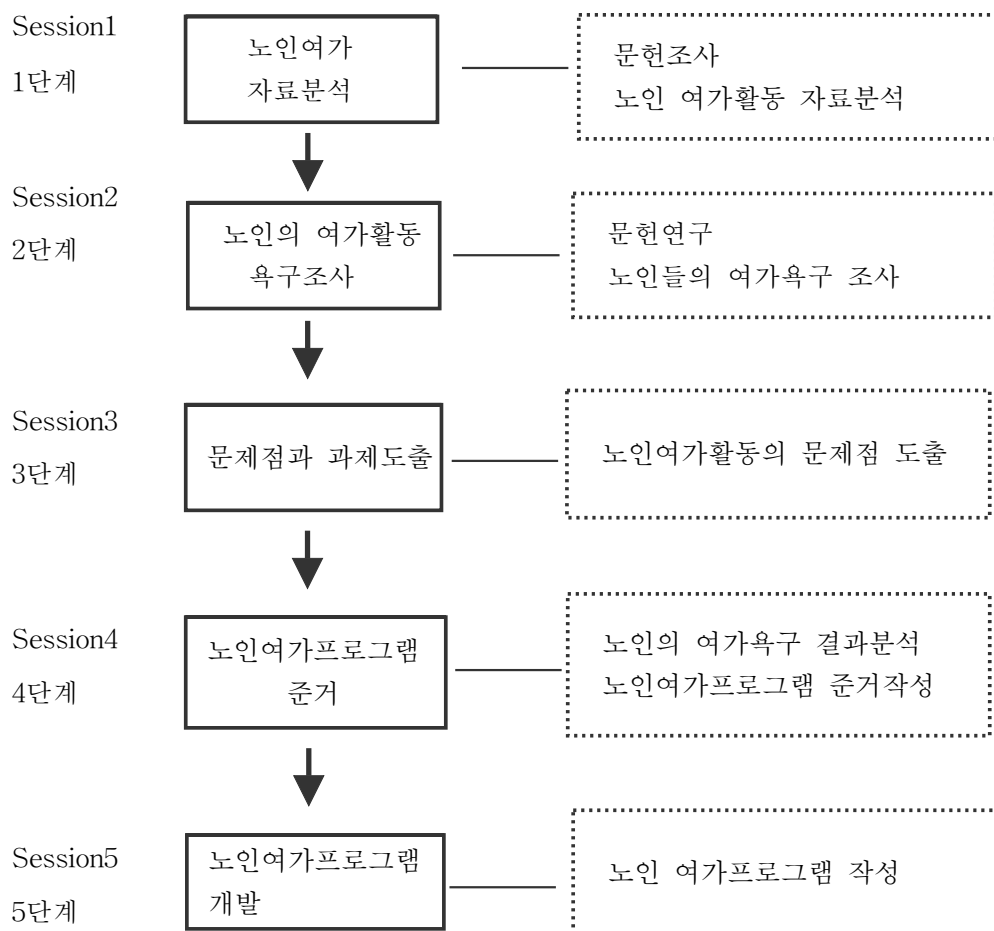 Session1
1단계
노인여가
자료분석
문헌조사
노인 여가활동 자료분석
Session2
2단계
노인의 여가활동
욕구조사
문헌연구
노인들의 여가욕구 조사
Session3
3단계
문제점과 과제도출
노인여가활동의 문제점 도출
Session4
4단계
노인여가프로그램
준거
노인의 여가욕구 결과분석
노인여가프로그램 준거작성
Session5
5단계
노인여가프로그램
개발
노인 여가프로그램 작성